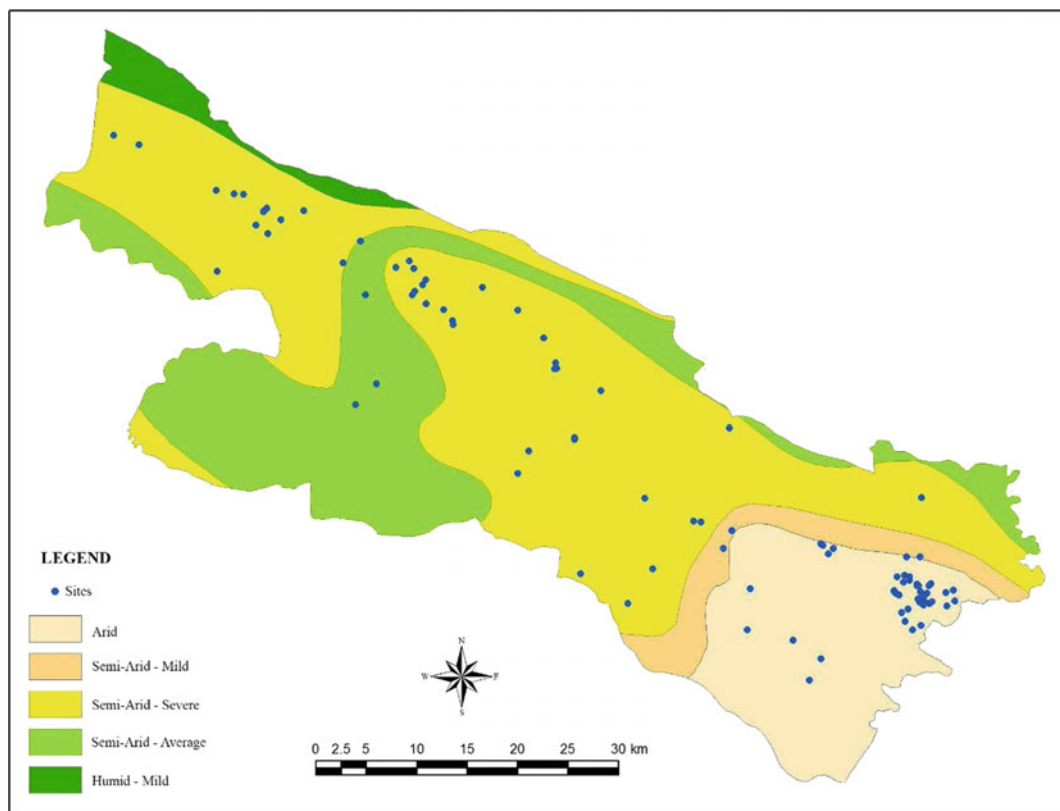 LEGEND
Sites
Arid
Semi-Arid - Mild
Semi-Arid - Severe
Semi-Arid - Average
Humid - Mild
N
W E
S
0 2.5 5 10 15 20 25 30 km